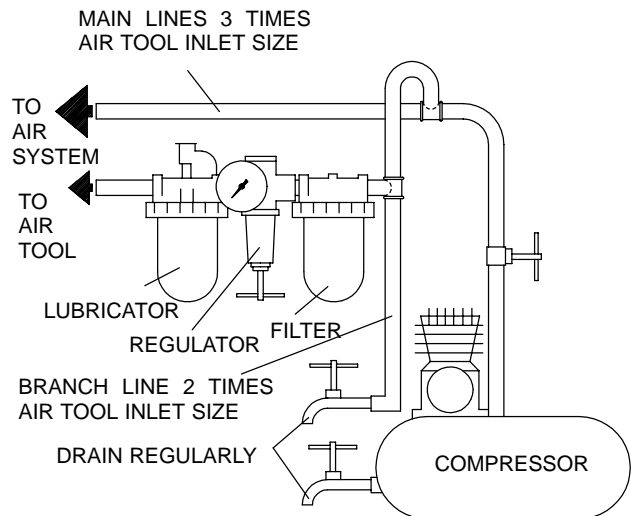 MAIN LINES 3 TIMES
AIR TOOL INLET SIZE
TO
AIR
SYSTEM
TO
AIR
TOOL
LUBRICATOR
REGULATOR
FILTER
BRANCH LINE 2 TIMES
AIR TOOL INLET SIZE
DRAIN REGULARLY
COMPRESSOR